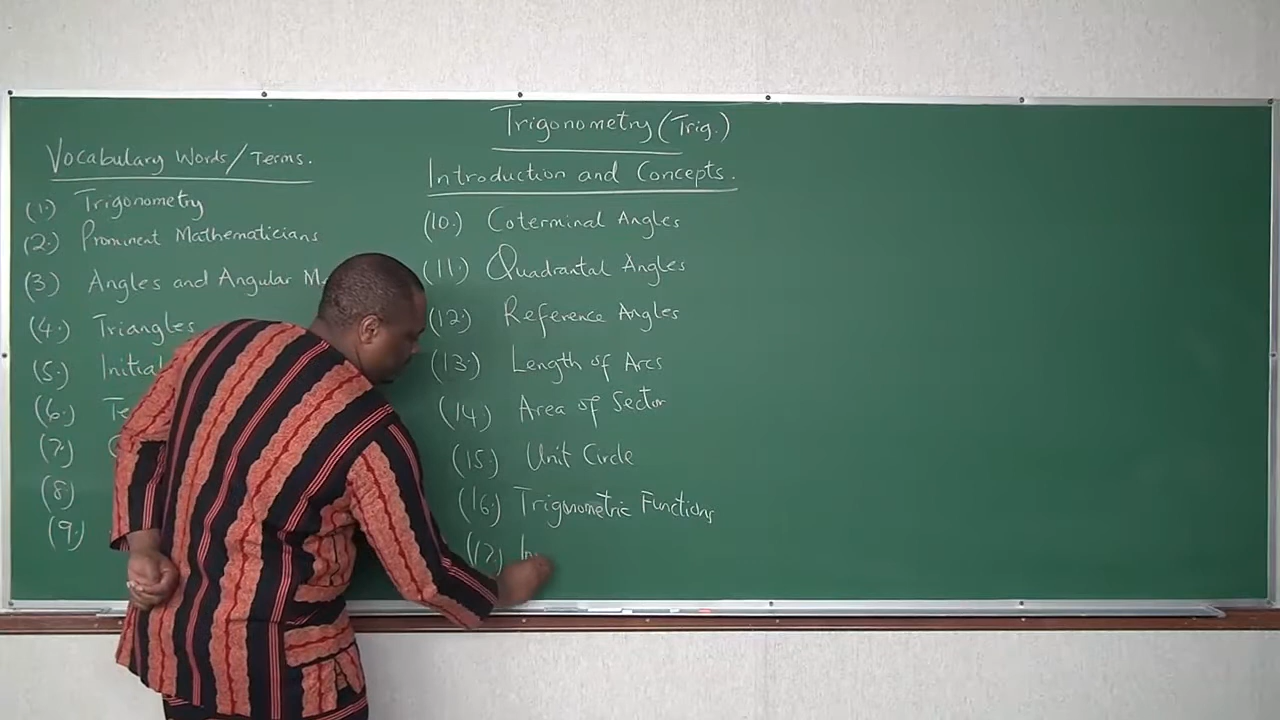 Trigonometry (Trig.)
Introduction and Concepts.
Vocabulary Words/Terms.
(1.) Trigonometry
(2.) Prominent Mathematicians
(3.) Angles and Angular
(4.) Triangles
(5.) Initial
(6.)
(7.)
(8.)
(9.)
(10.) Coterminal Angles
(11.) Quadrantal Angles
(12.) Reference Angles
(13.) Length of Arcs
(14.) Area of Sector
(15.) Unit Circle
(16.) Trigonometric Functions
(17.)